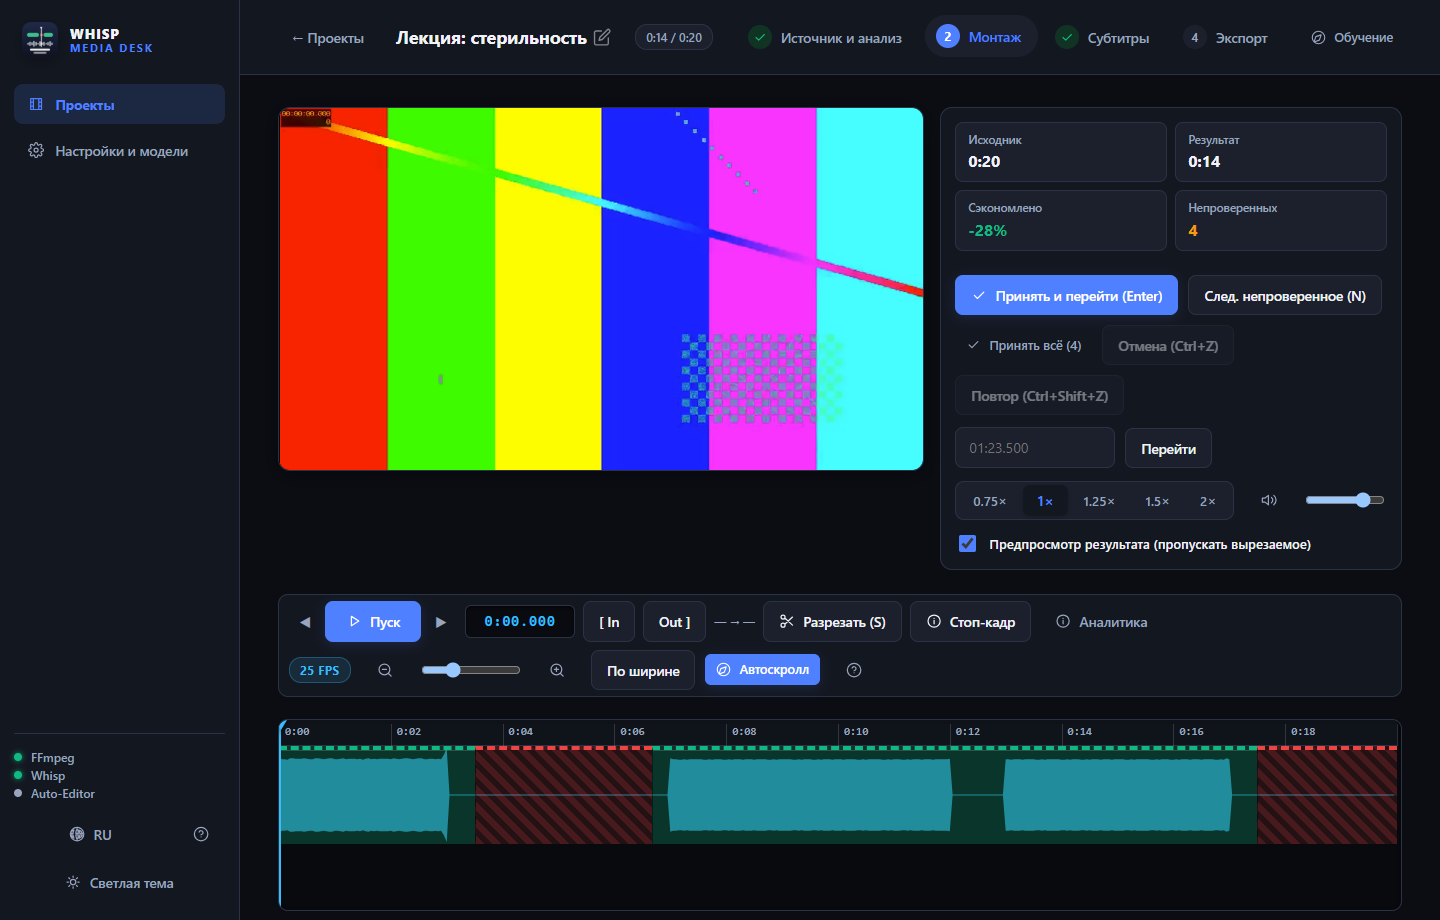 WHISP
MEDIA DESK
Проекты
Настройки и модели
FFmpeg
Whisp
Auto-Editor
RU
Светлая тема
← Проекты
Лекция: стерильность
0:14 / 0:20
Источник и анализ
2 Монтаж
Субтитры
4 Экспорт
Обучение
00:00:00.000
0
Исходник
0:20
Результат
0:14
Сэкономлено
-28%
Непроверенных
4
Принять и перейти (Enter)
След. непроверенное (N)
Принять всё (4)
Отмена (Ctrl+Z)
Повтор (Ctrl+Shift+Z)
01:23.500
Перейти
0.75× 1× 1.25× 1.5× 2×
Предпросмотр результата (пропускать вырезаемое)
Пуск
0:00.000
[ In
Out ]
Разрезать (S)
Стоп-кадр
Аналитика
25 FPS
По ширине
Автоскролл
0:00 0:02 0:04 0:06 0:08 0:10 0:12 0:14 0:16 0:18